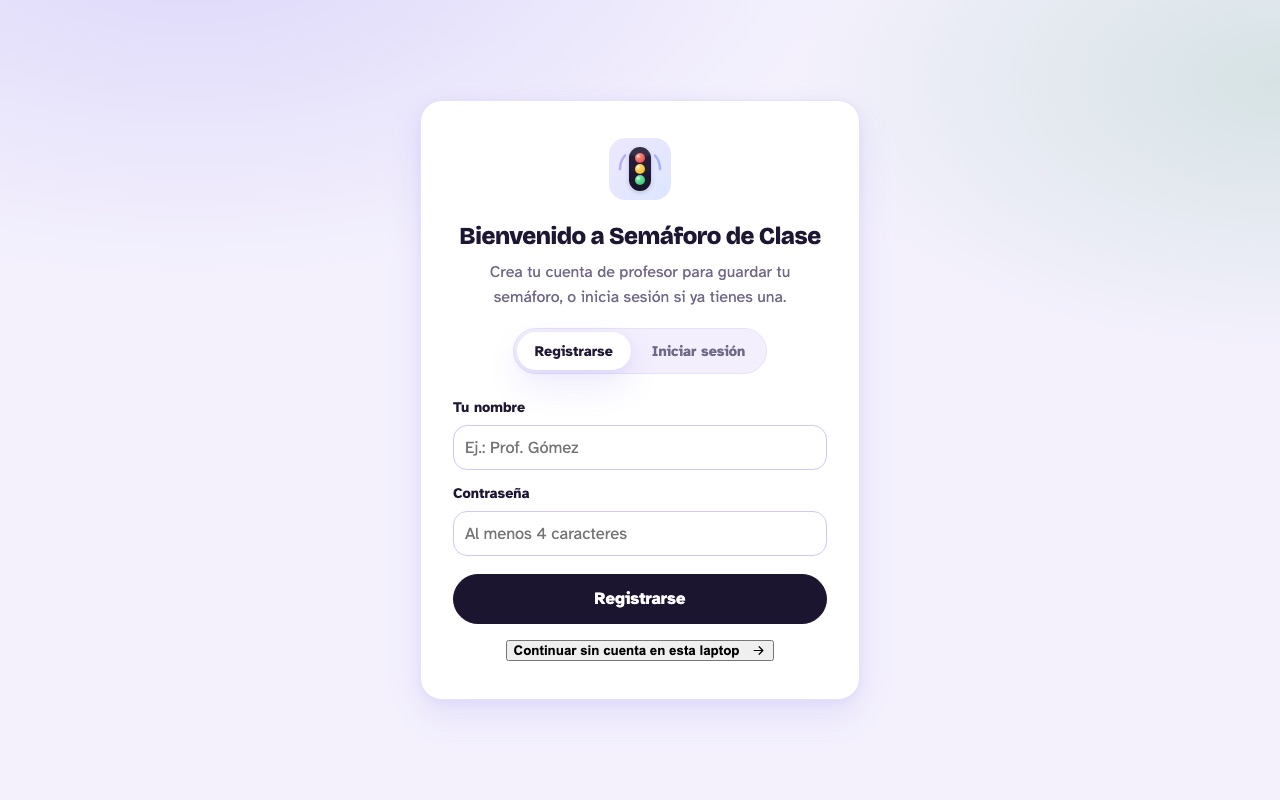 Bienvenido a Semáforo de Clase
Crea tu cuenta de profesor para guardar tu
semáforo, o inicia sesión si ya tienes una.
Registrarse Iniciar sesión
Tu nombre
Ej.: Prof. Gómez
Contraseña
Al menos 4 caracteres
Registrarse
Continuar sin cuenta en esta laptop →